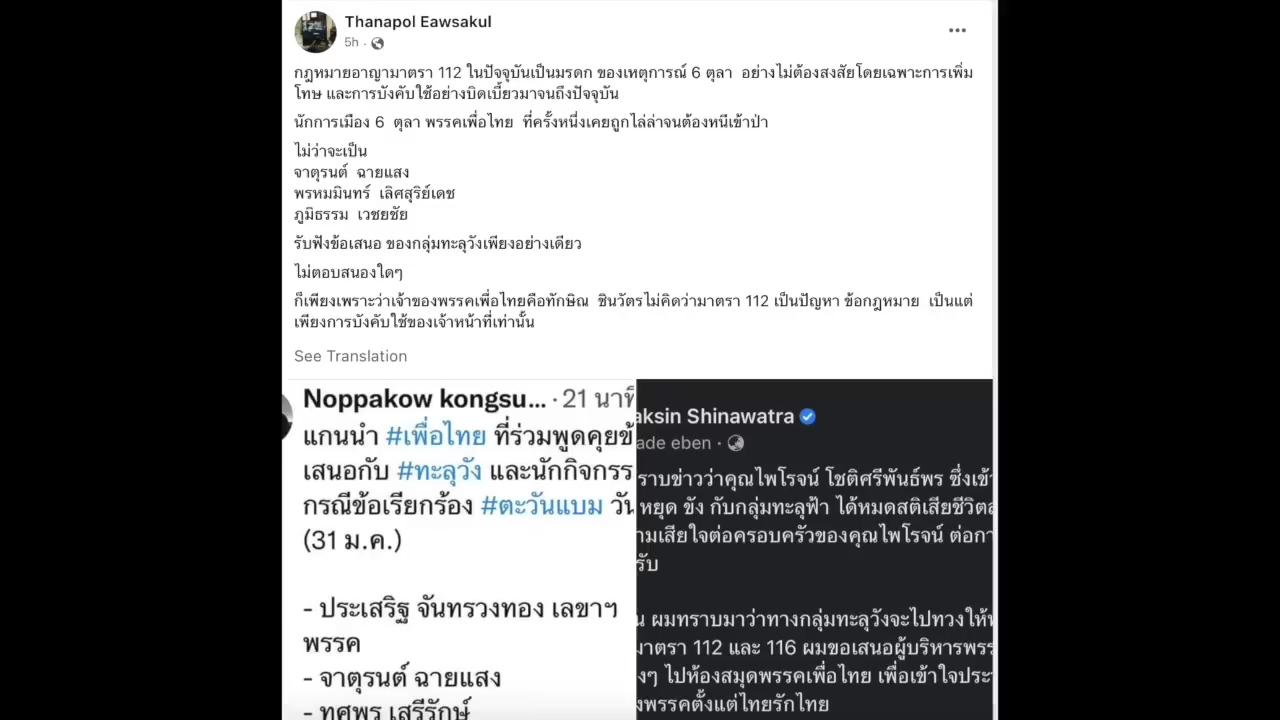 Thanapol Eawsakul
5h
กฎหมายอาญามาตรา 112 ในปัจจุบันเป็นมรดก ของเหตุการณ์ 6 ตุลา อย่างไม่ต้องสงสัยโดยเฉพาะการเพิ่ม
โทษ และการบังคับใช้อย่างบิดเบี้ยวมาจนถึงปัจจุบัน
นักการเมือง 6 ตุลา พรรคเพื่อไทย ที่ครั้งหนึ่งเคยถูกไล่ล่าจนต้องหนีเข้าป่า
ไม่ว่าจะเป็น
จาตุรนต์ ฉายแสง
พรหมมินทร์ เลิศสุริย์เดช
ภูมิธรรม เวชยชัย
รับฟังข้อเสนอ ของกลุ่มทะลุวังเพียงอย่างเดียว
ไม่ตอบสนองใดๆ
ก็เพียงเพราะว่าเจ้าของพรรคเพื่อไทยคือทักษิณ ชินวัตรไม่คิดว่ามาตรา 112 เป็นปัญหา ข้อกฎหมาย เป็นแต่
เพียงการบังคับใช้ของเจ้าหน้าที่เท่านั้น
See Translation
Noppakow kongsu... · 21 นาที
แกนนำ #เพื่อไทย ที่ร่วมพูดคุยข้
เสนอกับ #ทะลุวัง และนักกิจกรร
กรณีข้อเรียกร้อง #ตะวันแบม วัน
(31 ม.ค.)
- ประเสริฐ จันทรวงทอง เลขาฯ
พรรค
- จาตุรนต์ ฉายแสง
- ทศพร เสรีรักษ์
aksin Shinawatra
ade eben
ราบข่าวว่าคุณไพโรจน์ โชติศรีพันธ์พร ซึ่งเข้า
หยุด ขัง กับกลุ่มทะลุฟ้า ได้หมดสติเสียชีวิต
ามเสียใจต่อครอบครัวของคุณไพโรจน์ ต่อกา
รับ
น ผมทราบมาว่าทางกลุ่มทะลุวังจะไปทวงให้
มาตรา 112 และ 116 ผมขอเสนอผู้บริหารพรร
งๆ ไปห้องสมุดพรรคเพื่อไทย เพื่อเข้าใจประ
งพรรคตั้งแต่ไทยรักไทย